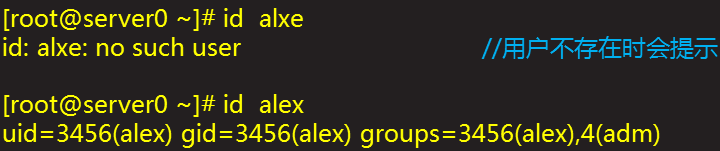 [root@server0 ~]# id  alxe
id: alxe: no such user //用户不存在时会提示
[root@server0 ~]# id  alex
uid=3456(alex) gid=3456(alex) groups=3456(alex),4(adm)